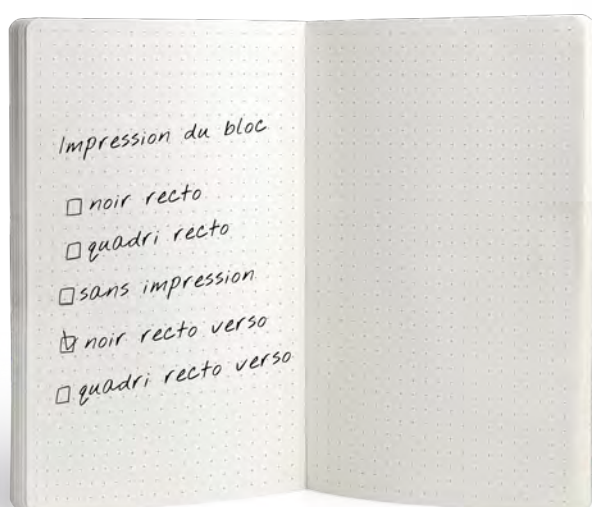 Impression du bloc
☐ noir recto
☐ quadri recto
☐ sans impression
☑ noir recto verso
☐ quadri recto verso